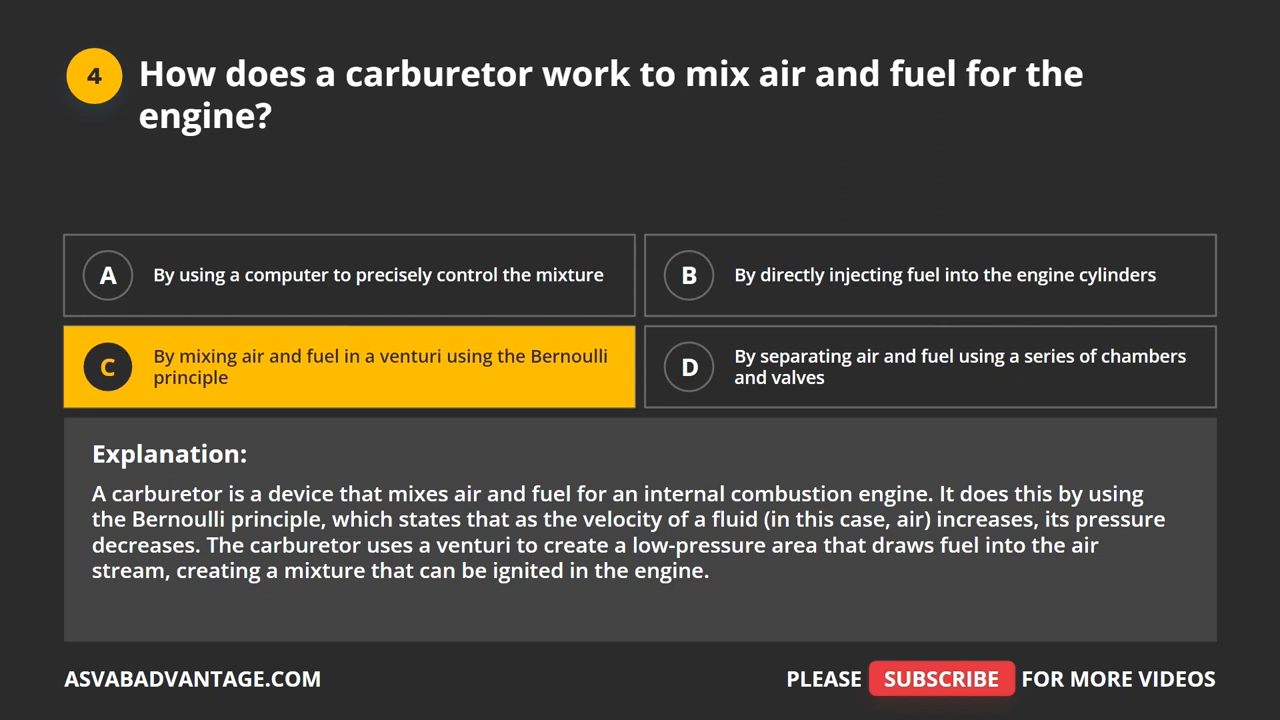 4
How does a carburetor work to mix air and fuel for the
engine?
A
By using a computer to precisely control the mixture
B
By directly injecting fuel into the engine cylinders
C
By mixing air and fuel in a venturi using the Bernoulli
principle
D
By separating air and fuel using a series of chambers
and valves
Explanation:
A carburetor is a device that mixes air and fuel for an internal combustion engine. It does this by using
the Bernoulli principle, which states that as the velocity of a fluid (in this case, air) increases, its pressure
decreases. The carburetor uses a venturi to create a low-pressure area that draws fuel into the air
stream, creating a mixture that can be ignited in the engine.
ASVABADVANTAGE.COM
PLEASE SUBSCRIBE FOR MORE VIDEOS